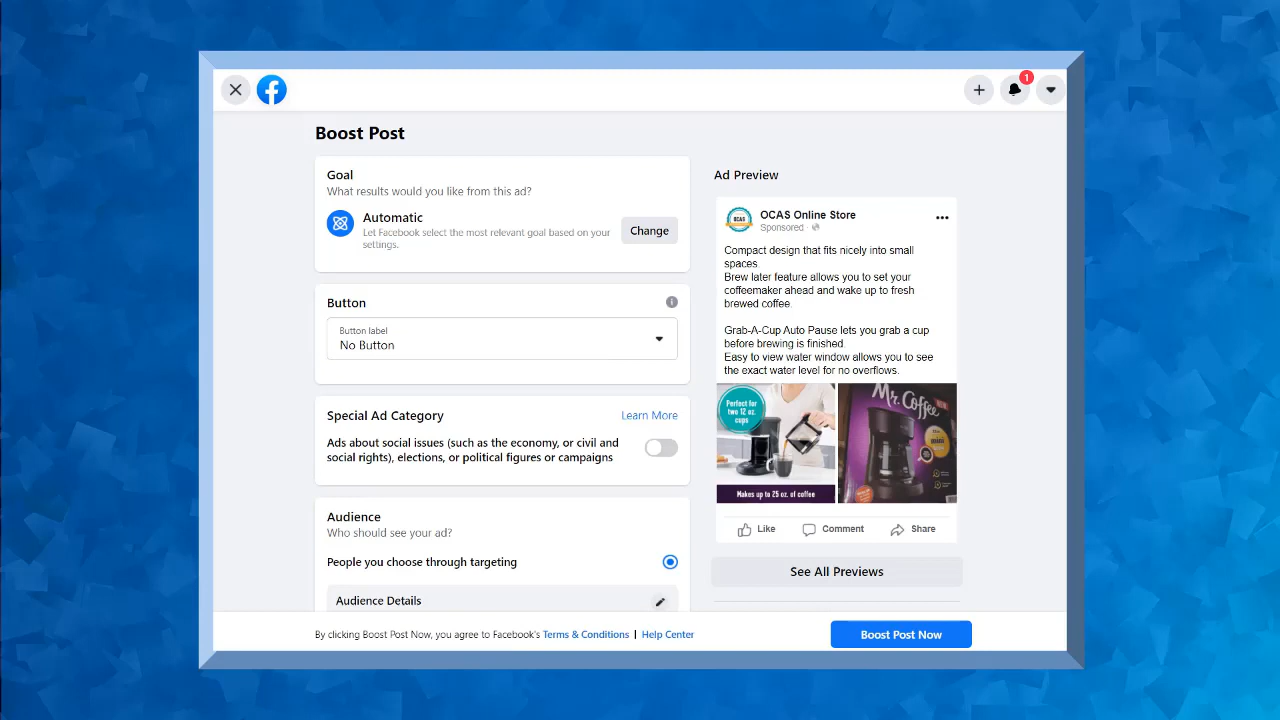 1
Boost Post
Goal
What results would you like from this ad?
Automatic
Let Facebook select the most relevant goal based on your
settings.
Change
Button
Button label
No Button
Special Ad Category
Learn More
Ads about social issues (such as the economy, or civil and
social rights), elections, or political figures or campaigns
Audience
Who should see your ad?
People you choose through targeting
Audience Details
Ad Preview
OCAS
OCAS Online Store
Sponsored ·
Compact design that fits nicely into small
spaces
Brew later feature allows you to set your
coffeemaker ahead and wake up to fresh
brewed coffee.
Grab-A-Cup Auto Pause lets you grab a cup
before brewing is finished.
Easy to view water window allows you to see
the exact water level for no overflows.
Perfect for
two 12 oz.
cups
Makes up to 25 oz. of coffee
Mr. Coffee
NEW
mini
Like
Comment
Share
See All Previews
By clicking Boost Post Now, you agree to Facebook's Terms & Conditions | Help Center
Boost Post Now